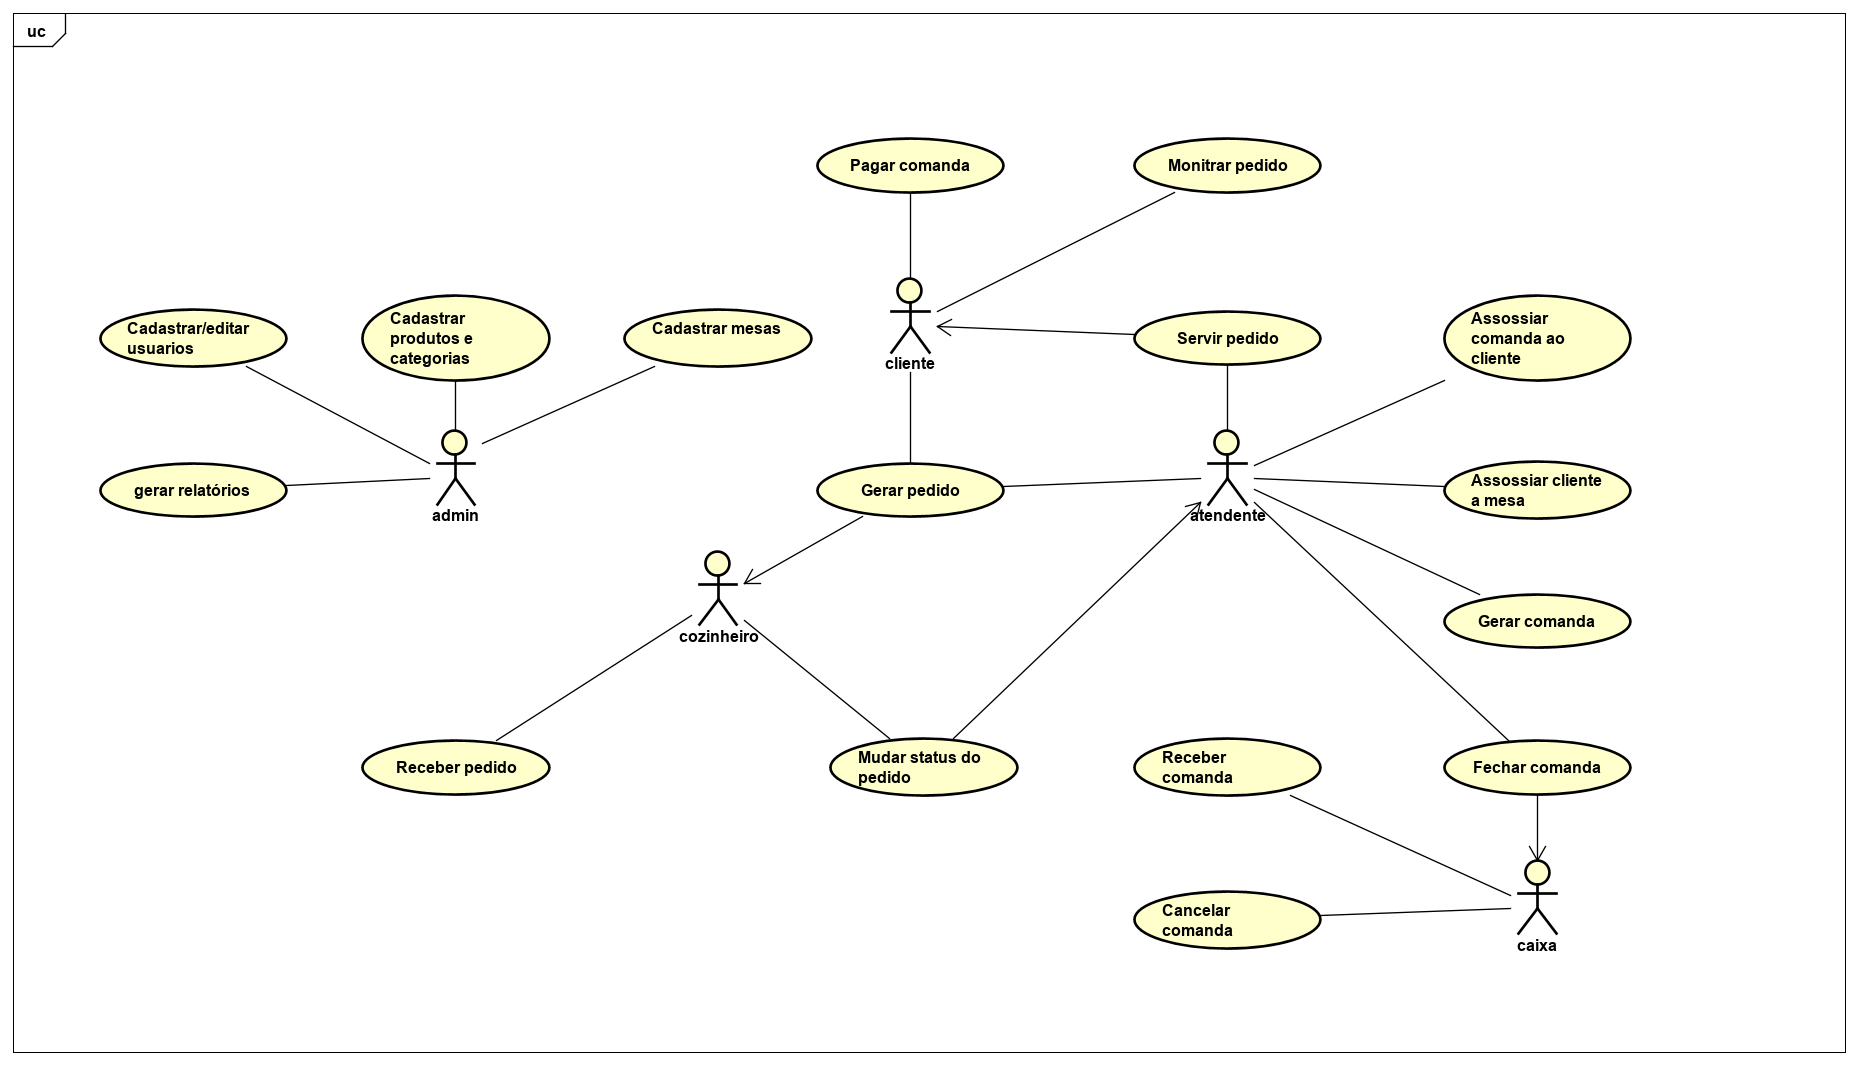 uc
Pagar comanda
Monitrar pedido
Cadastrar/editar
usuarios
Cadastrar
produtos e
categorias
Cadastrar mesas
cliente
Servir pedido
Assossiar
comanda ao
cliente
gerar relatórios
admin
Gerar pedido
atendente
Assossiar cliente
a mesa
cozinheiro
Gerar comanda
Receber pedido
Mudar status do
pedido
Receber
comanda
Fechar comanda
Cancelar
comanda
caixa